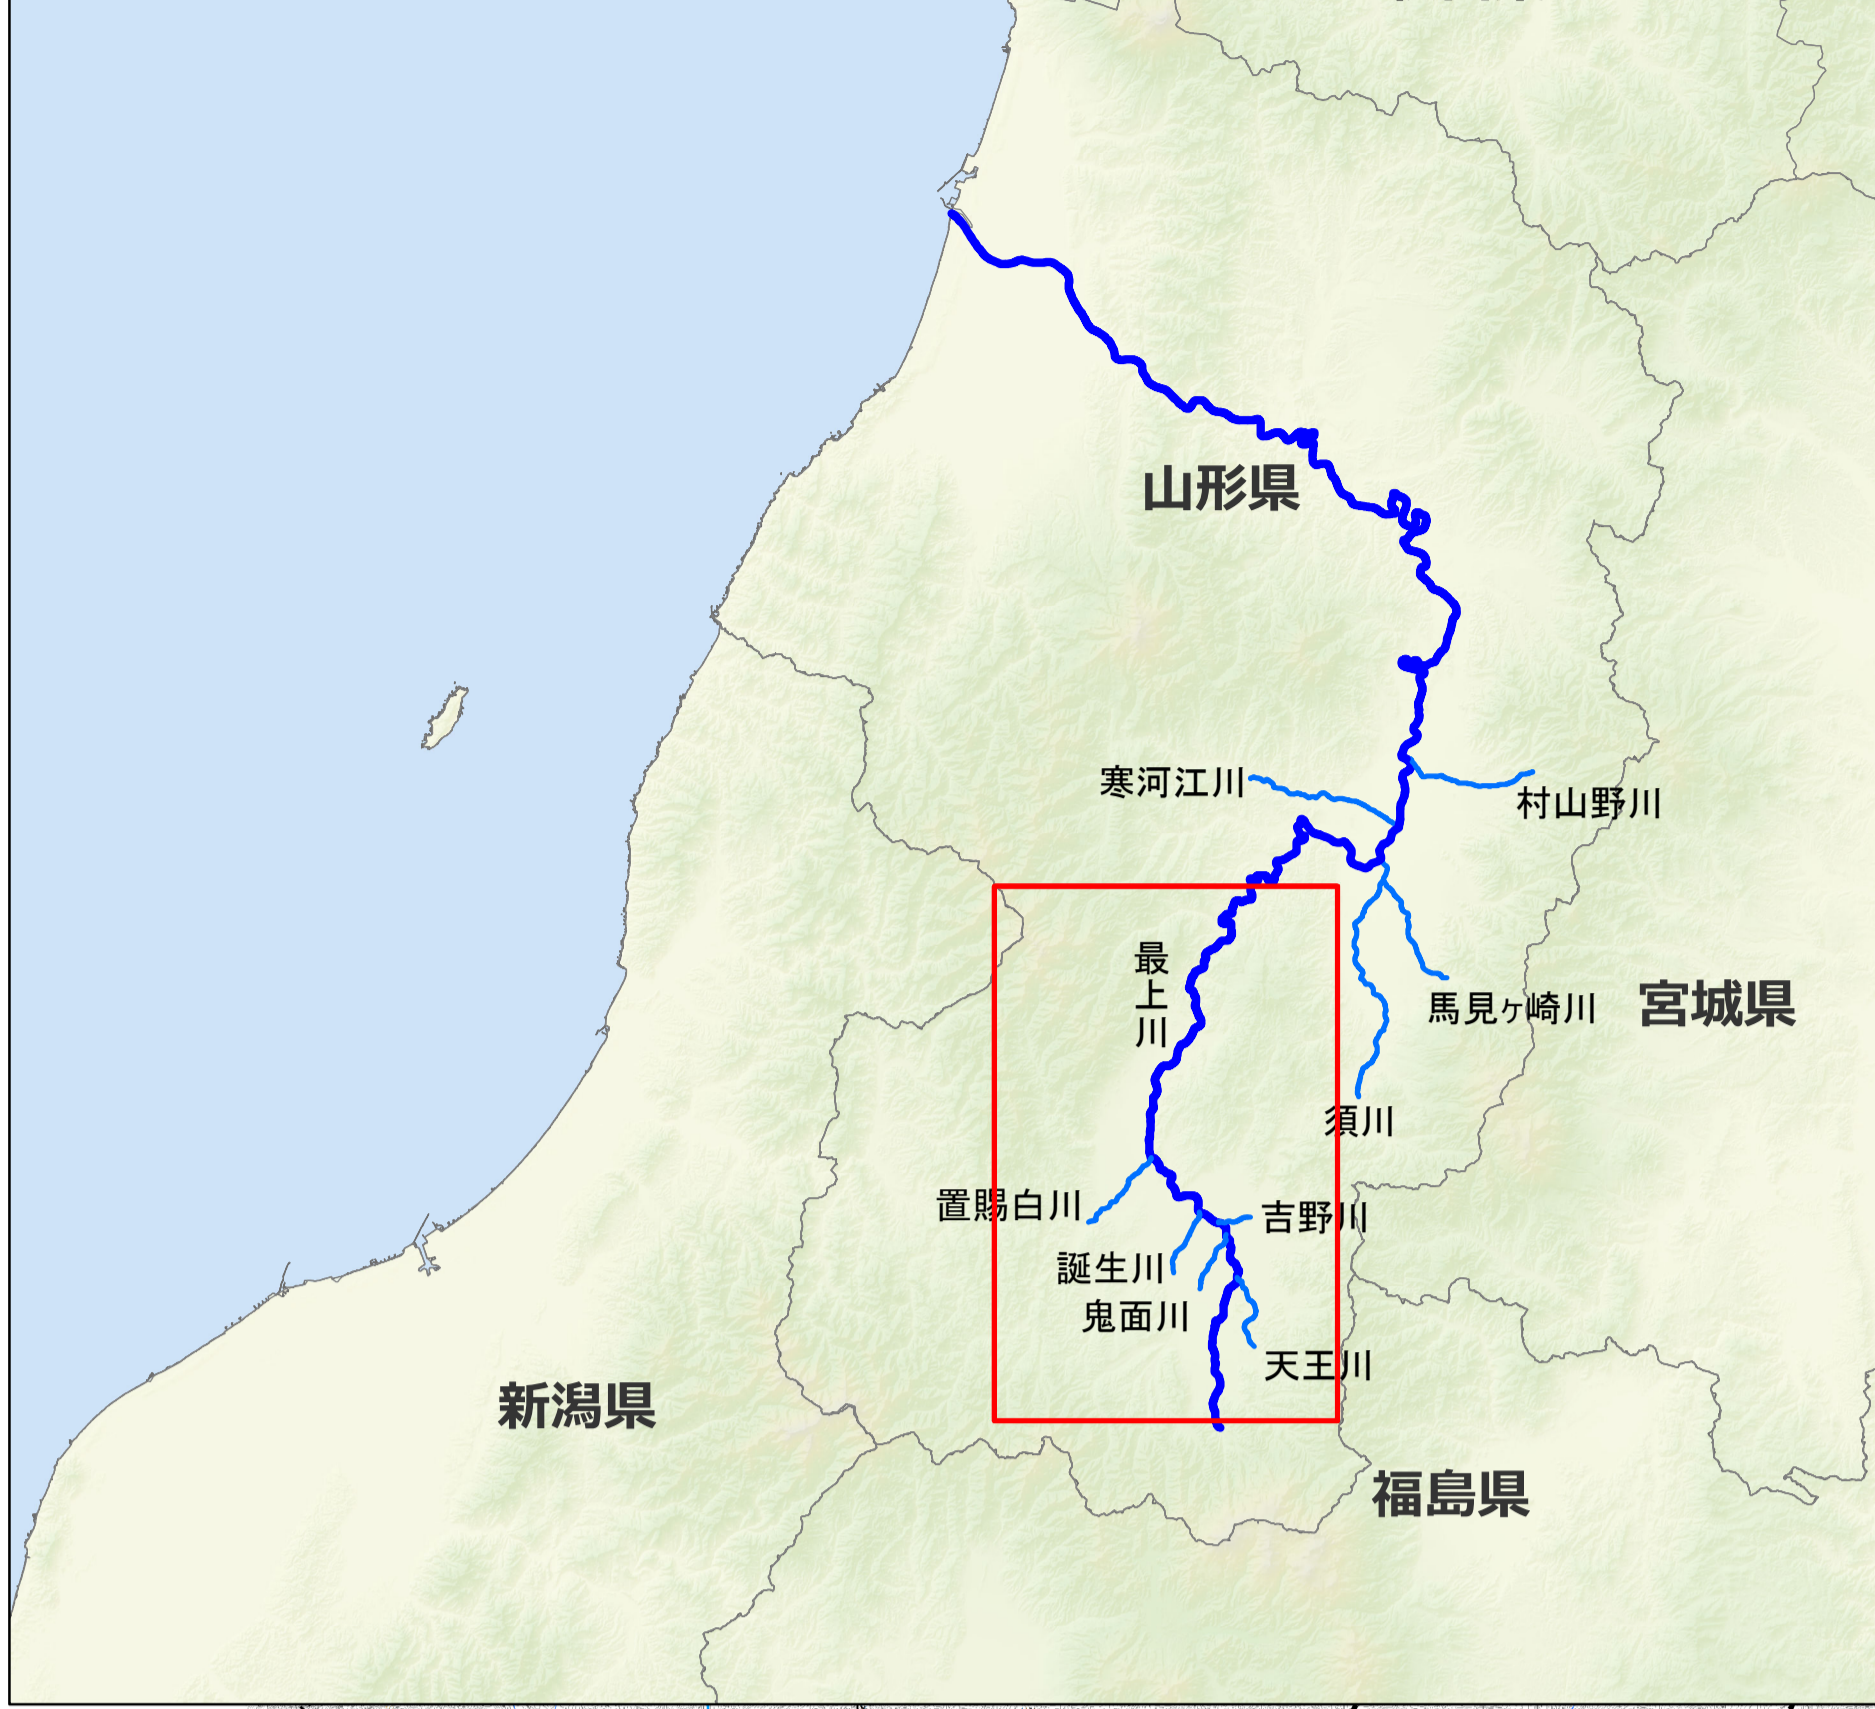 山形県
寒河江川
村山野川
最上川
馬見ヶ崎川
宮城県
須川
置賜白川
吉野川
誕生川
鬼面川
天王川
新潟県
福島県